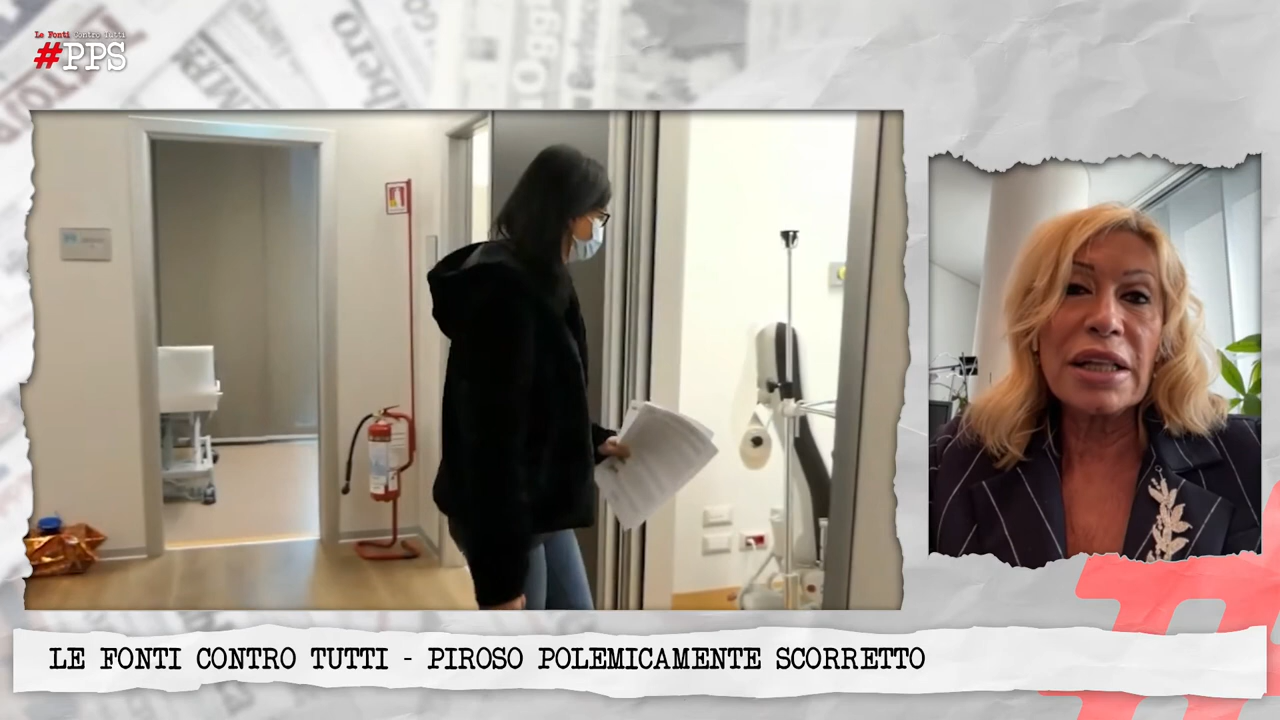 Le Fonti Contro Tutti
#PPS
LE FONTI CONTRO TUTTI - PIROSO POLEMICAMENTE SCORRETTO